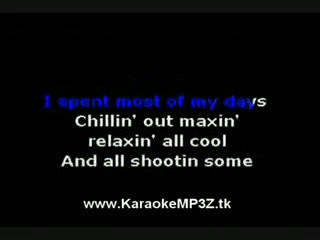 I spent most of my days
Chillin' out maxin'
relaxin' all cool
And all shootin some
www.KaraokeMP3Z.tk